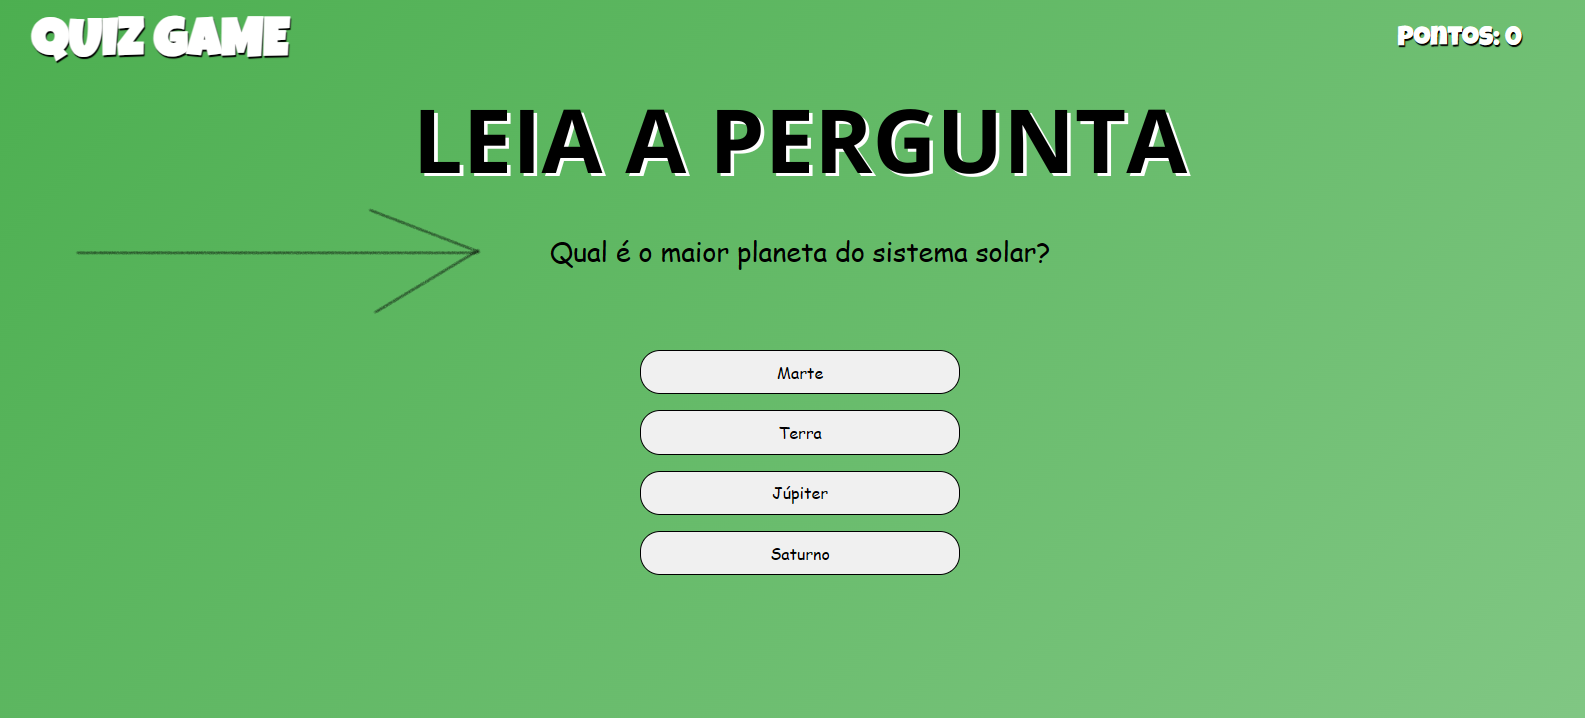 QUIZ GAME
Pontos: 0
LEIA A PERGUNTA
Qual é o maior planeta do sistema solar?
Marte
Terra
Júpiter
Saturno